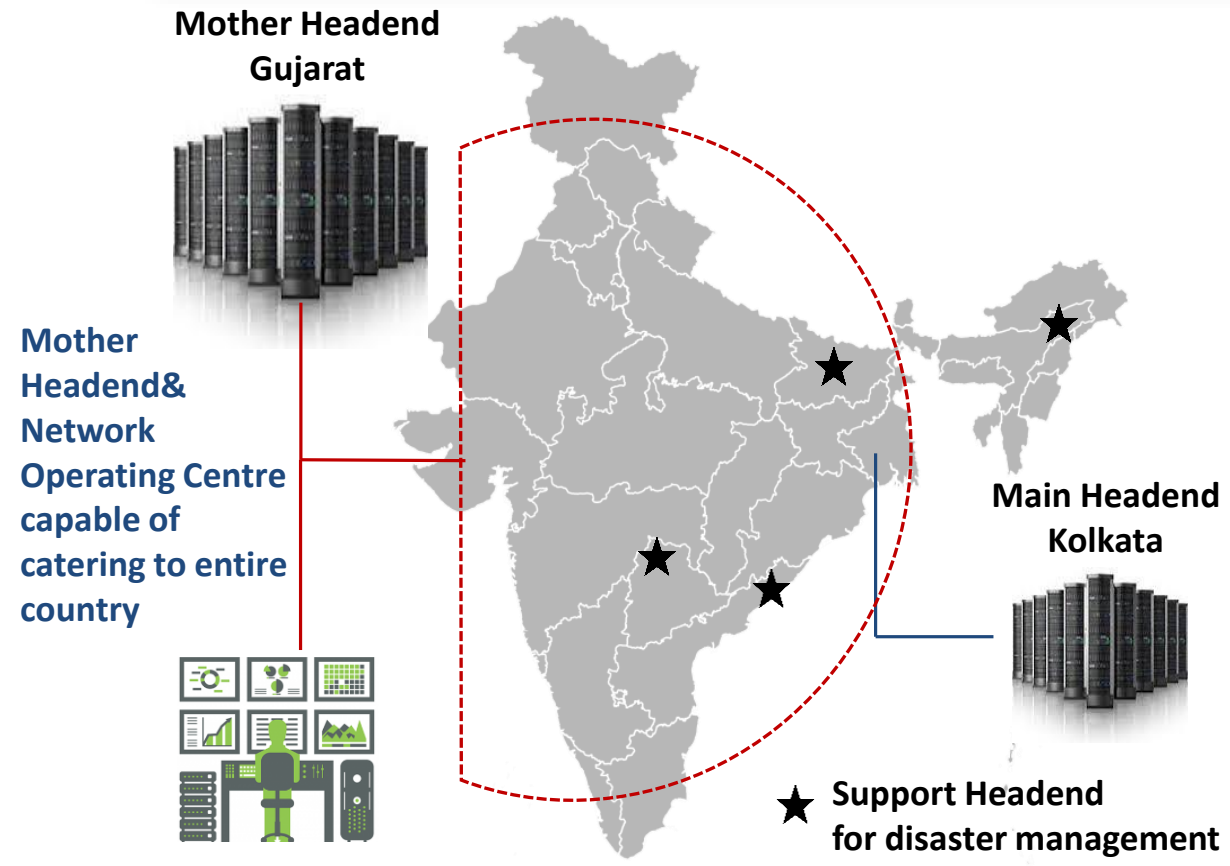 Mother Headend
Gujarat
Mother
Headend&
Network
Operating Centre
capable of
catering to entire
country
Main Headend
Kolkata
Support Headend
for disaster management